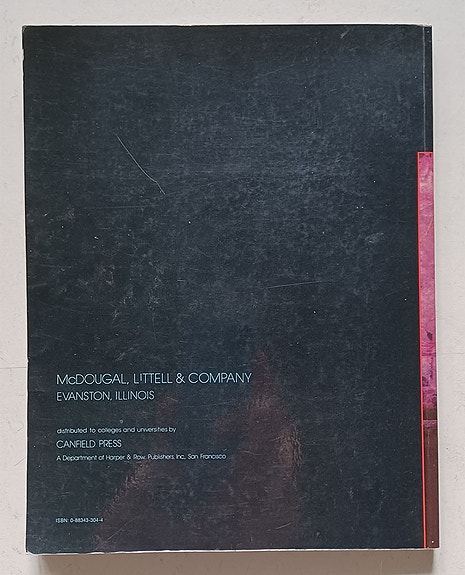 McDOUGAL, LITTELL & COMPANY
EVANSTON, ILLINOIS
distributed to colleges and universities by
CANFIELD PRESS
A Department of Harper & Row, Publishers, Inc., San Francisco
ISBN: 0-88343-304-4